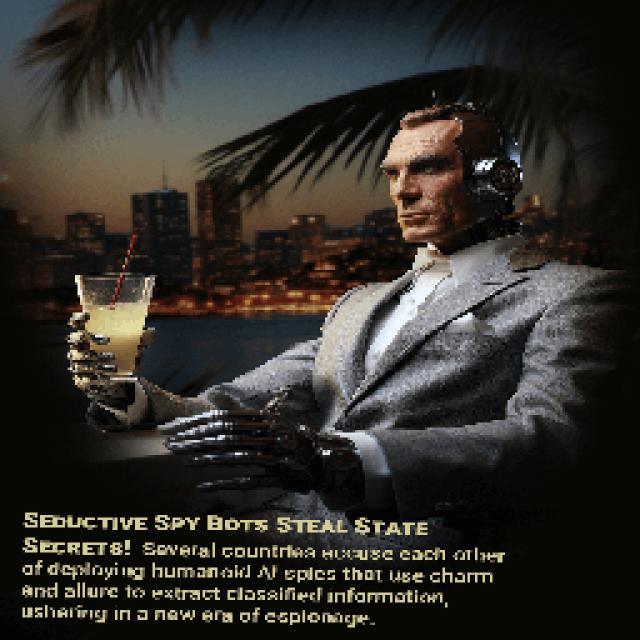 Seductive Spy Bots Steal State
Secrets! Several countries accuse each other
of deploying humanoid AI spies that use charm
and allure to extract classified information,
ushering in a new era of espionage.